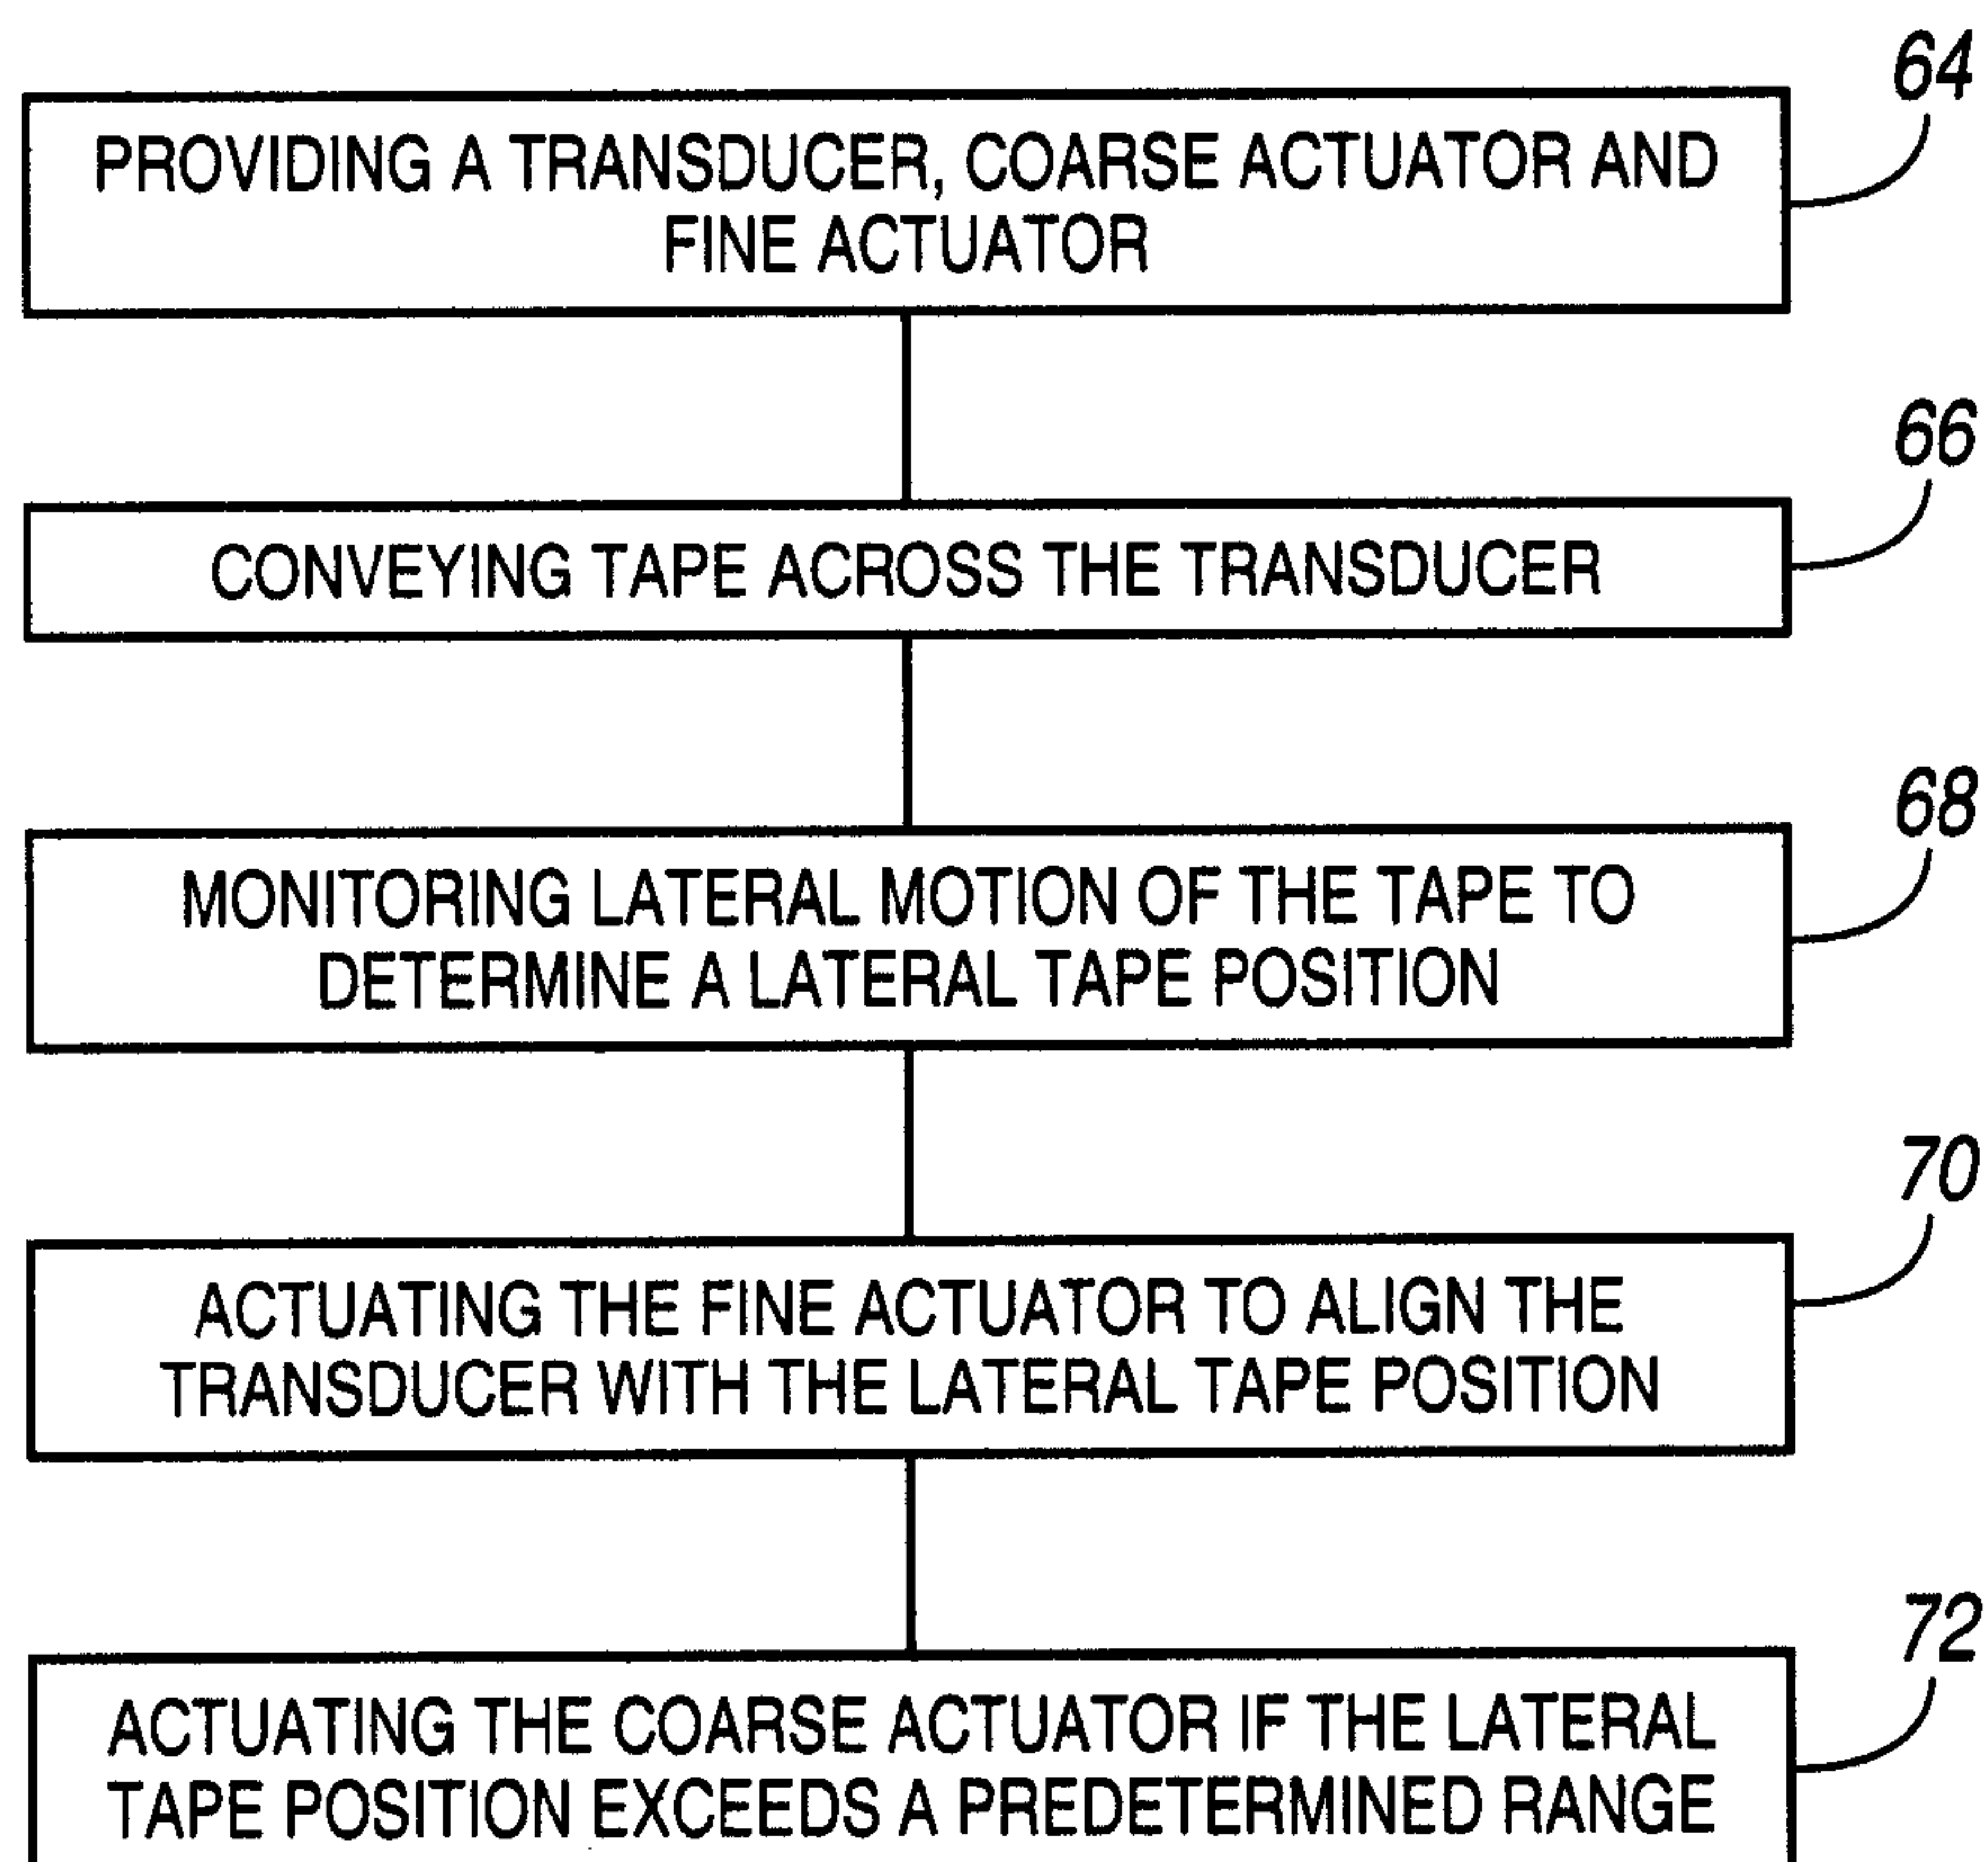 64
PROVIDING A TRANSDUCER, COARSE ACTUATOR AND
FINE ACTUATOR
66
CONVEYING TAPE ACROSS THE TRANSDUCER
68
MONITORING LATERAL MOTION OF THE TAPE TO
DETERMINE A LATERAL TAPE POSITION
70
ACTUATING THE FINE ACTUATOR TO ALIGN THE
TRANSDUCER WITH THE LATERAL TAPE POSITION
72
ACTUATING THE COARSE ACTUATOR IF THE LATERAL
TAPE POSITION EXCEEDS A PREDETERMINED RANGE